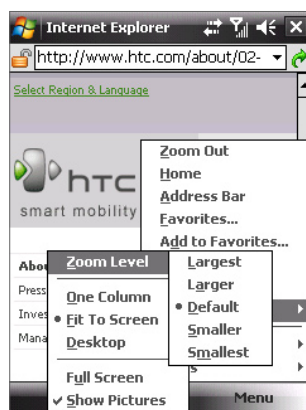 Internet Explorer
http://www.htc.com/about/02-
Select Region & Language
htc
smart mobility
Zoom Out
Home
Address Bar
Favorites...
Add to Favorites...
Zoom Level
One Column
Fit To Screen
Desktop
Full Screen
Show Pictures
Largest
Larger
Default
Smaller
Smallest
Abou
Press
Inves
Mana
s
Menu